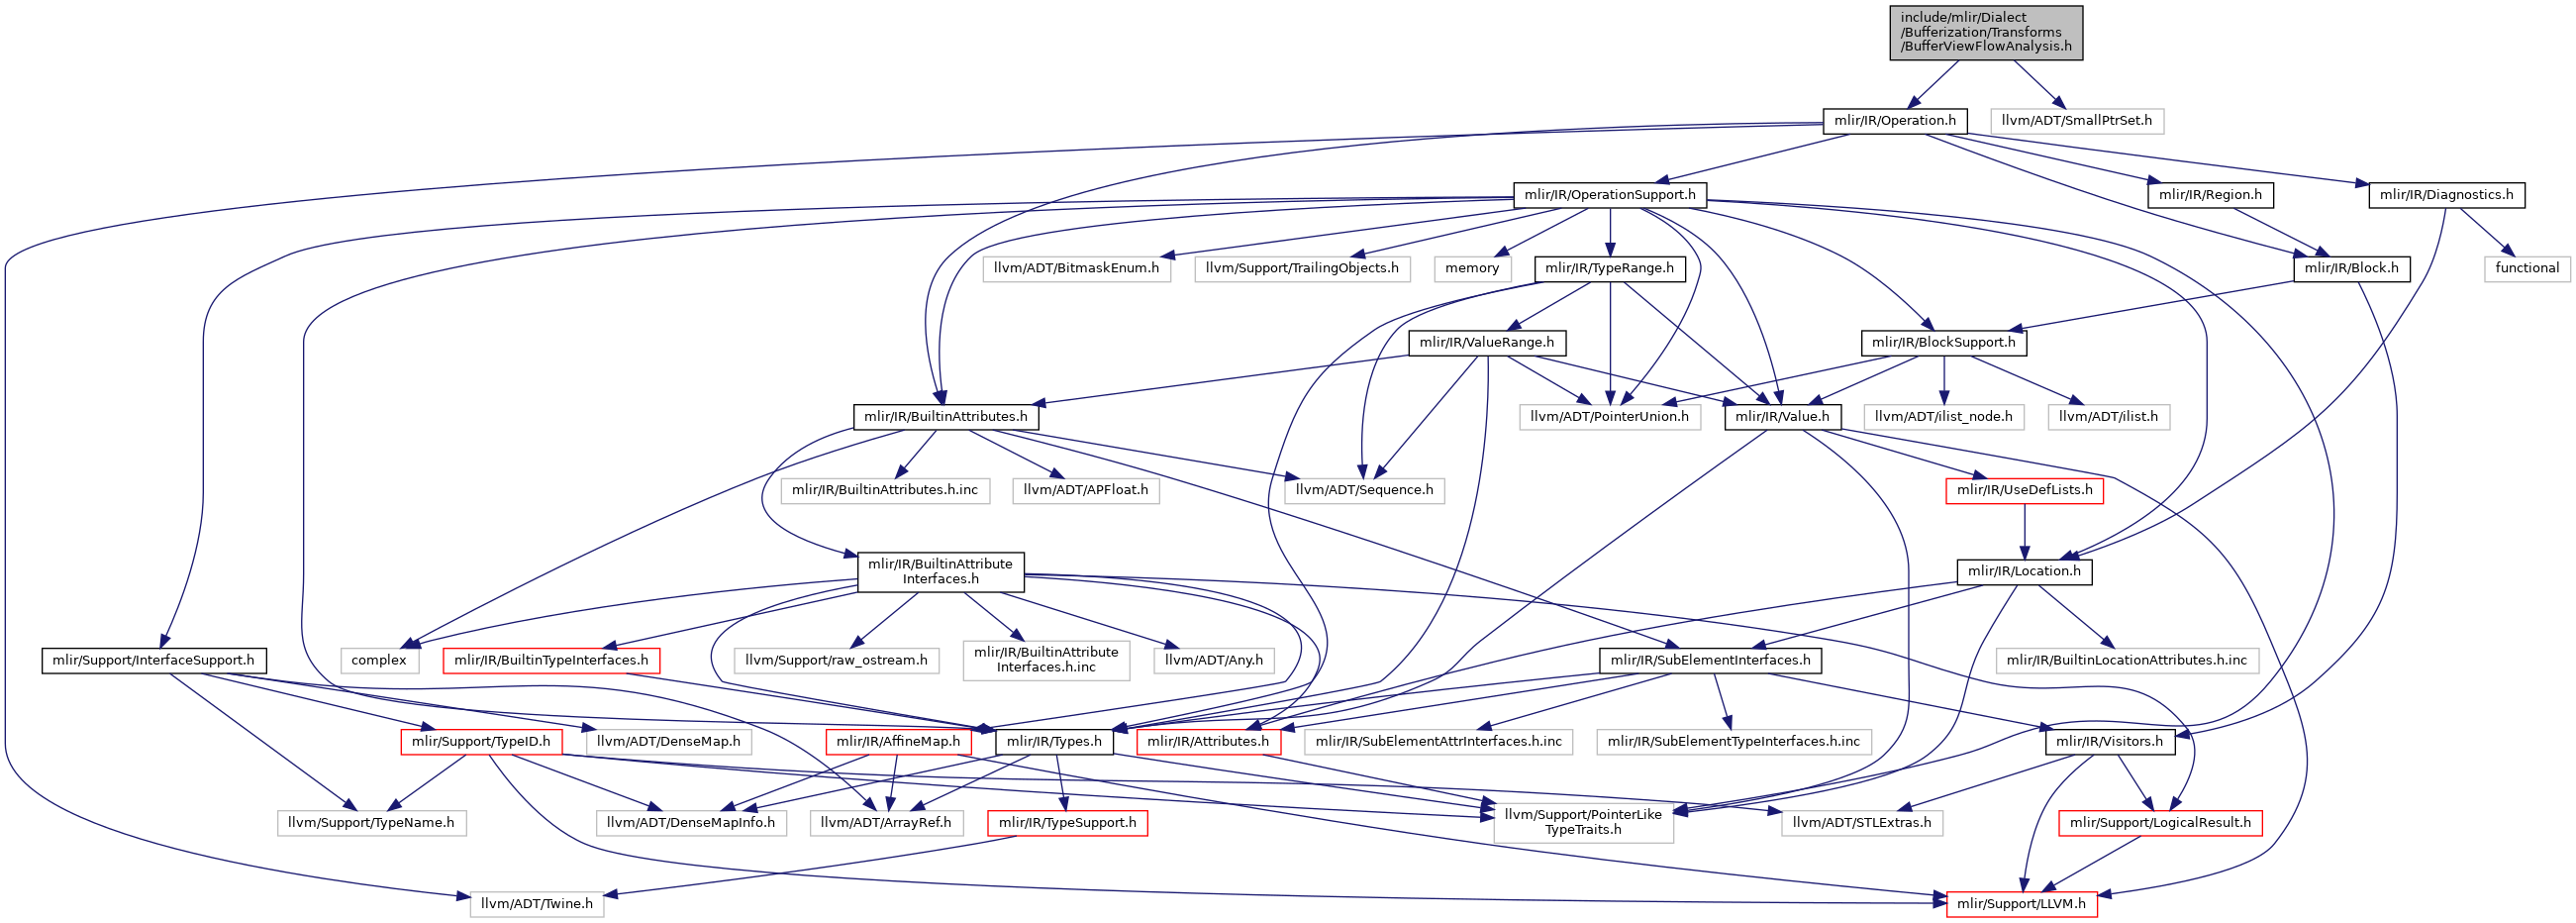 include/mlir/Dialect
/Bufferization/Transforms
/BufferViewFlowAnalysis.h
mlir/IR/Operation.h
llvm/ADT/SmallPtrSet.h
mlir/IR/OperationSupport.h
mlir/IR/Region.h
mlir/IR/Diagnostics.h
llvm/ADT/BitmaskEnum.h
llvm/Support/TrailingObjects.h
memory
mlir/IR/TypeRange.h
mlir/IR/Block.h
functional
mlir/IR/ValueRange.h
mlir/IR/BlockSupport.h
mlir/IR/BuiltinAttributes.h
llvm/ADT/PointerUnion.h
mlir/IR/Value.h
llvm/ADT/ilist_node.h
llvm/ADT/ilist.h
mlir/IR/BuiltinAttributes.h.inc
llvm/ADT/APFloat.h
llvm/ADT/Sequence.h
mlir/IR/UseDefLists.h
mlir/IR/BuiltinAttribute
Interfaces.h
mlir/IR/Location.h
mlir/Support/InterfaceSupport.h
complex
mlir/IR/BuiltinTypeInterfaces.h
llvm/Support/raw_ostream.h
mlir/IR/BuiltinAttribute
Interfaces.h.inc
llvm/ADT/Any.h
mlir/IR/SubElementInterfaces.h
mlir/IR/BuiltinLocationAttributes.h.inc
mlir/Support/TypeID.h
llvm/ADT/DenseMap.h
mlir/IR/AffineMap.h
mlir/IR/Types.h
mlir/IR/Attributes.h
mlir/IR/SubElementAttrInterfaces.h.inc
mlir/IR/SubElementTypeInterfaces.h.inc
mlir/IR/Visitors.h
llvm/Support/TypeName.h
llvm/ADT/DenseMapInfo.h
llvm/ADT/ArrayRef.h
mlir/IR/TypeSupport.h
llvm/Support/PointerLike
TypeTraits.h
llvm/ADT/STLExtras.h
mlir/Support/LogicalResult.h
llvm/ADT/Twine.h
mlir/Support/LLVM.h